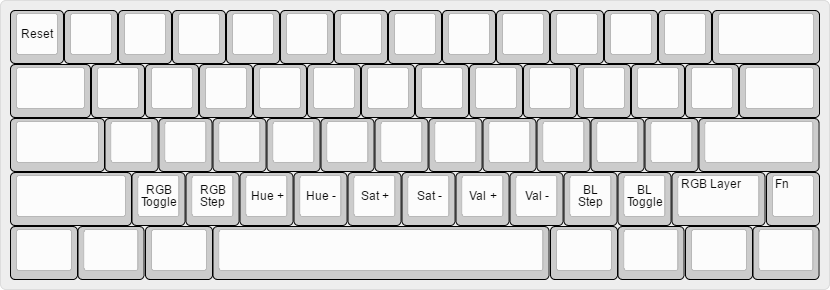 Reset
RGB
Toggle
RGB
Step
Hue +
Hue -
Sat +
Sat -
Val +
Val -
BL
Step
BL
Toggle
RGB Layer
Fn